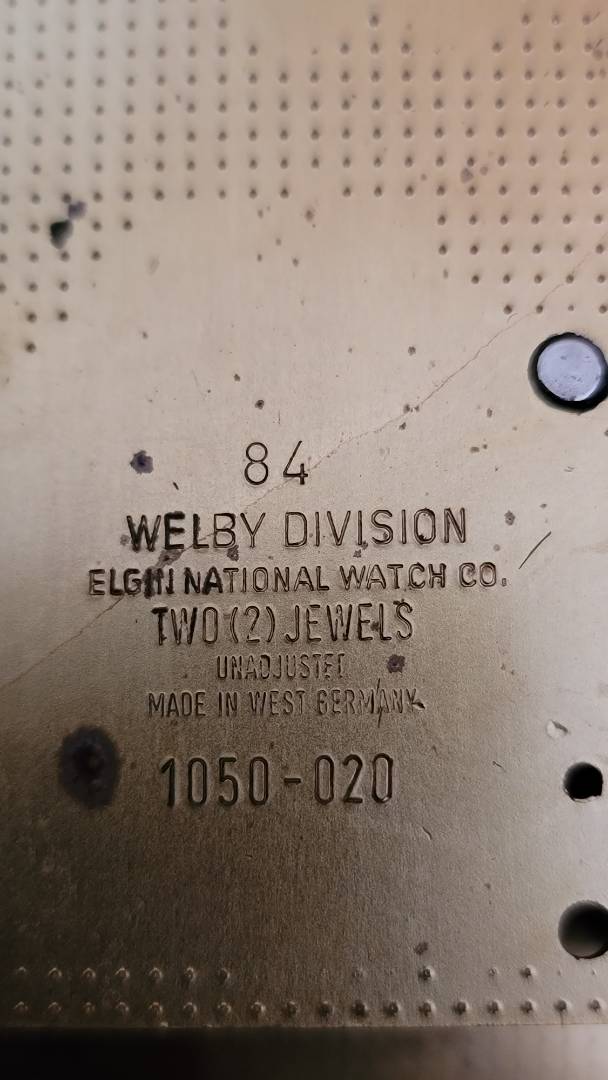 84
WELBY DIVISION
ELGIN NATIONAL WATCH CO.
TWO (2) JEWELS
UNADJUSTED
MADE IN WEST GERMANY
1050-020